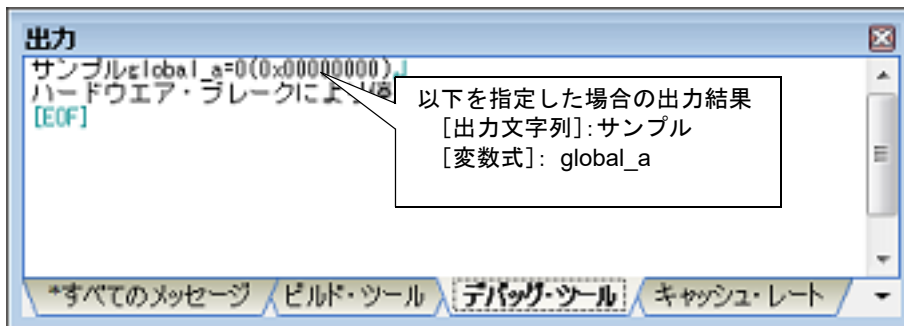 出力
サンプルglobal_a=0(0x00000000)↓
ハードウエア・ブレークにより
[EOF]
以下を指定した場合の出力結果
[出力文字列]：サンプル
[変数式]： global_a
*すべてのメッセージ
ビルド・ツール
デバッグ・ツール
キャッシュ・レート